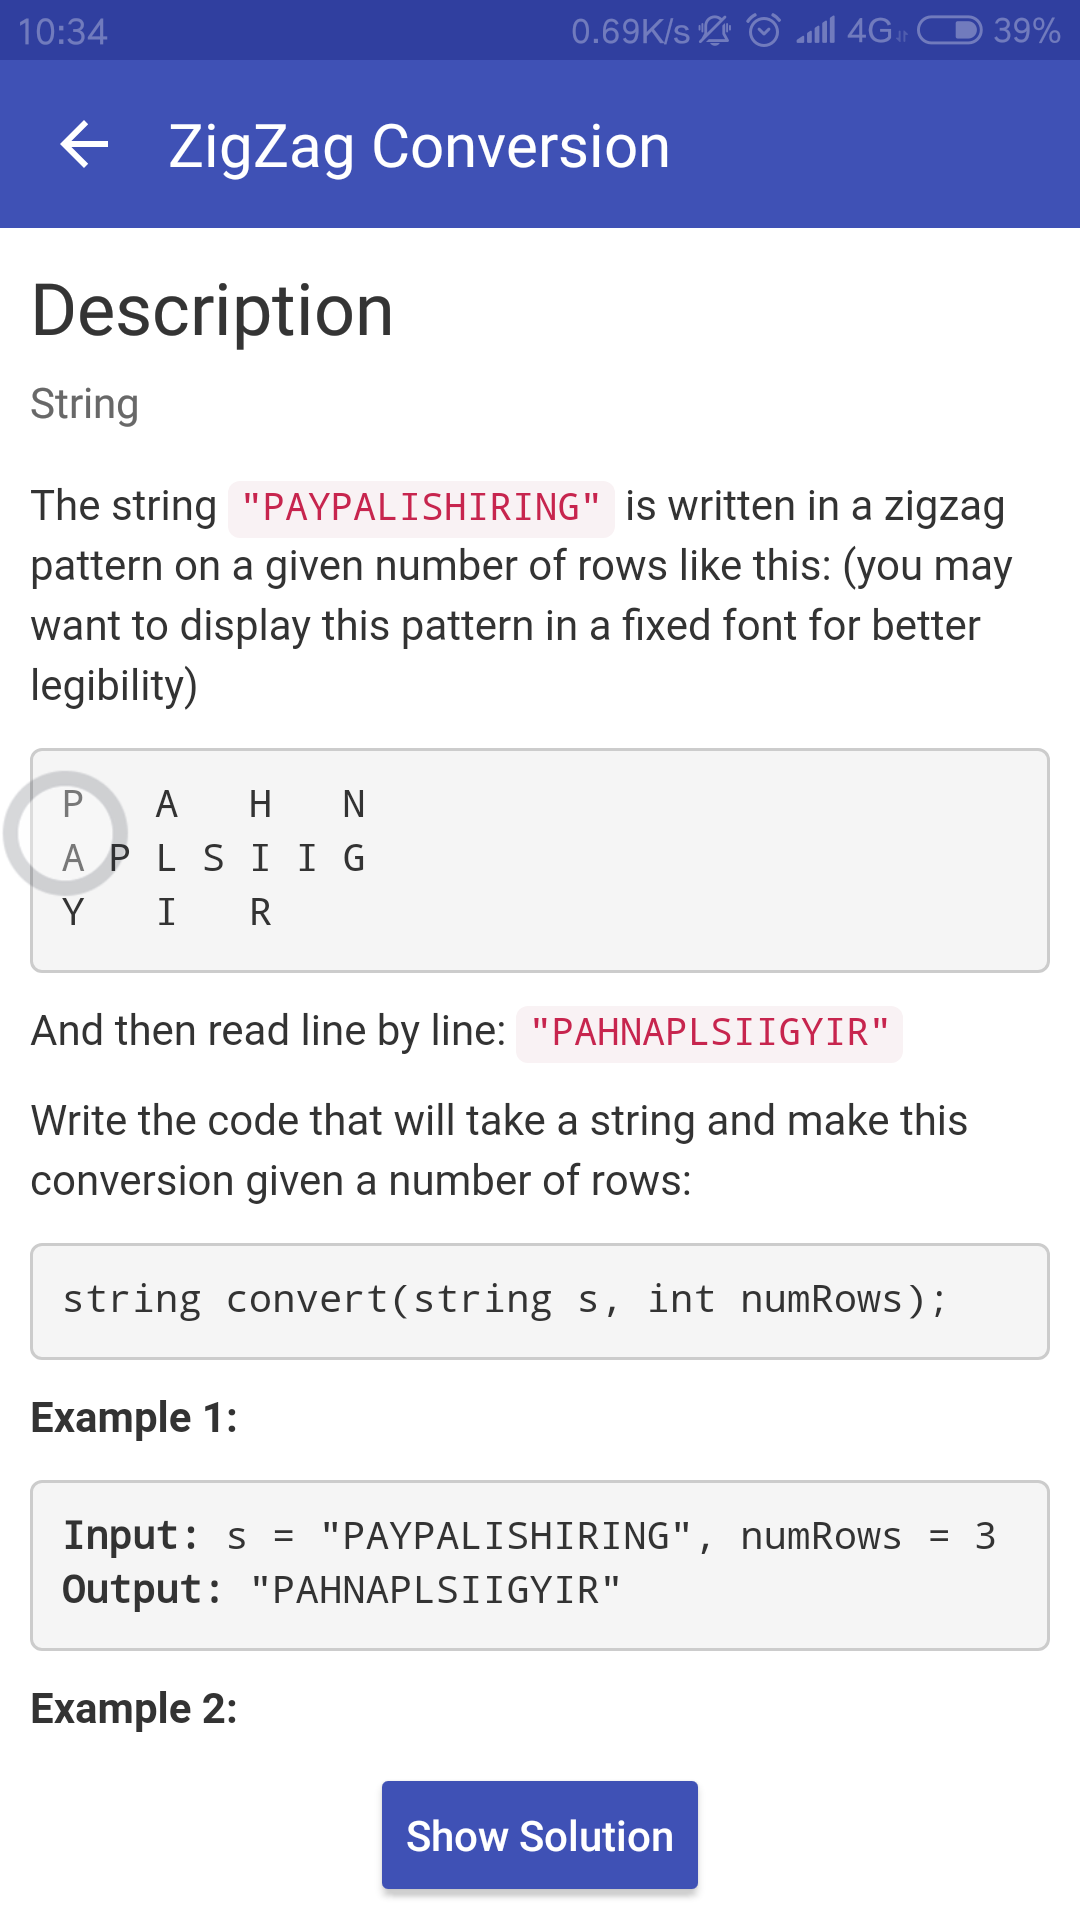 10:34 0.69K/s 4G 39%
ZigZag Conversion
Description
String
The string "PAYPALISHIRING" is written in a zigzag
pattern on a given number of rows like this: (you may
want to display this pattern in a fixed font for better
legibility)
P   A   H   N
A P L S I I G
Y   I   R
And then read line by line: "PAHNAPLSIIGYIR"
Write the code that will take a string and make this
conversion given a number of rows:
string convert(string s, int numRows);
Example 1:
Input: s = "PAYPALISHIRING", numRows = 3
Output: "PAHNAPLSIIGYIR"
Example 2:
Show Solution